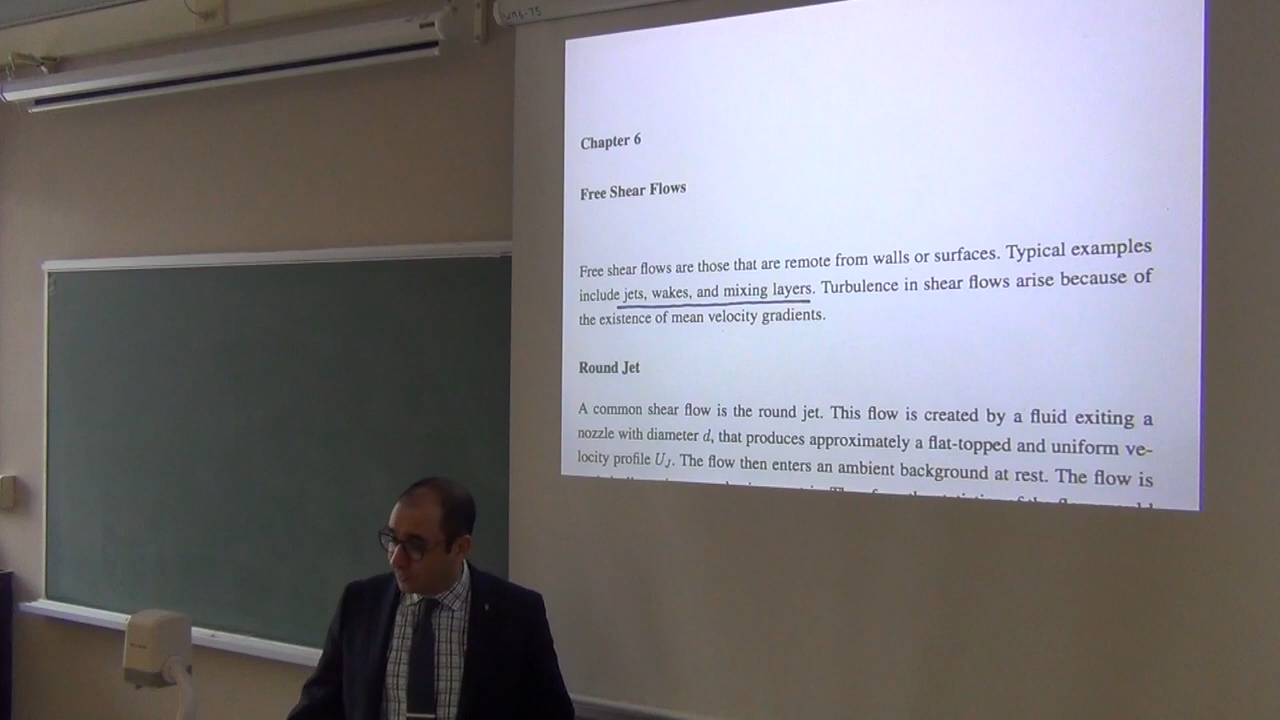 Chapter 6
Free Shear Flows
Free shear flows are those that are remote from walls or surfaces. Typical examples
include jets, wakes, and mixing layers. Turbulence in shear flows arise because of
the existence of mean velocity gradients.
Round Jet
A common shear flow is the round jet. This flow is created by a fluid exiting a
nozzle with diameter d, that produces approximately a flat-topped and uniform ve-
locity profile U_J. The flow then enters an ambient background at rest. The flow is